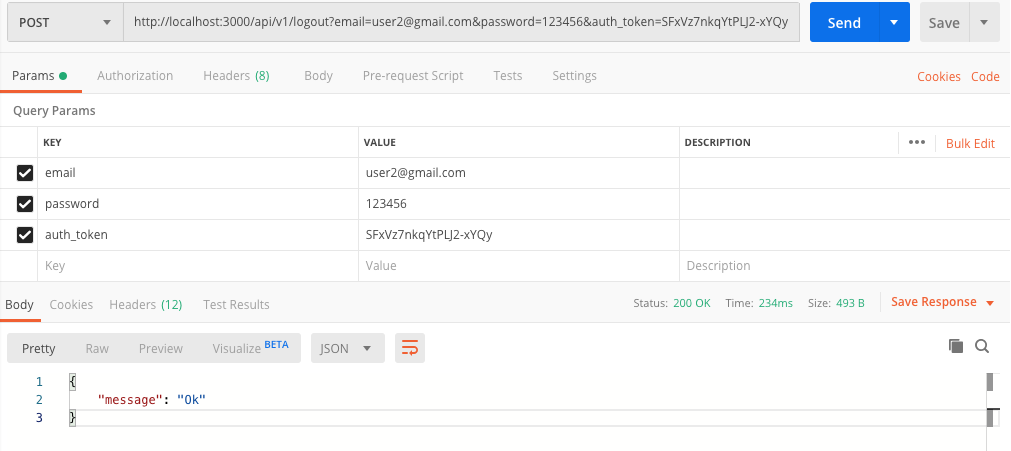 POST http://localhost:3000/api/v1/logout?email=user2@gmail.com&password=123456&auth_token=SFxVz7nkqYtPLJ2-xYQy Send Save
Params Authorization Headers (8) Body Pre-request Script Tests Settings Cookies Code
Query Params
KEY VALUE DESCRIPTION ••• Bulk Edit
email user2@gmail.com
password 123456
auth_token SFxVz7nkqYtPLJ2-xYQy
Key Value Description
Body Cookies Headers (12) Test Results Status: 200 OK Time: 234ms Size: 493 B Save Response
Pretty Raw Preview Visualize BETA JSON
1 {
2 "message": "Ok"
3 }